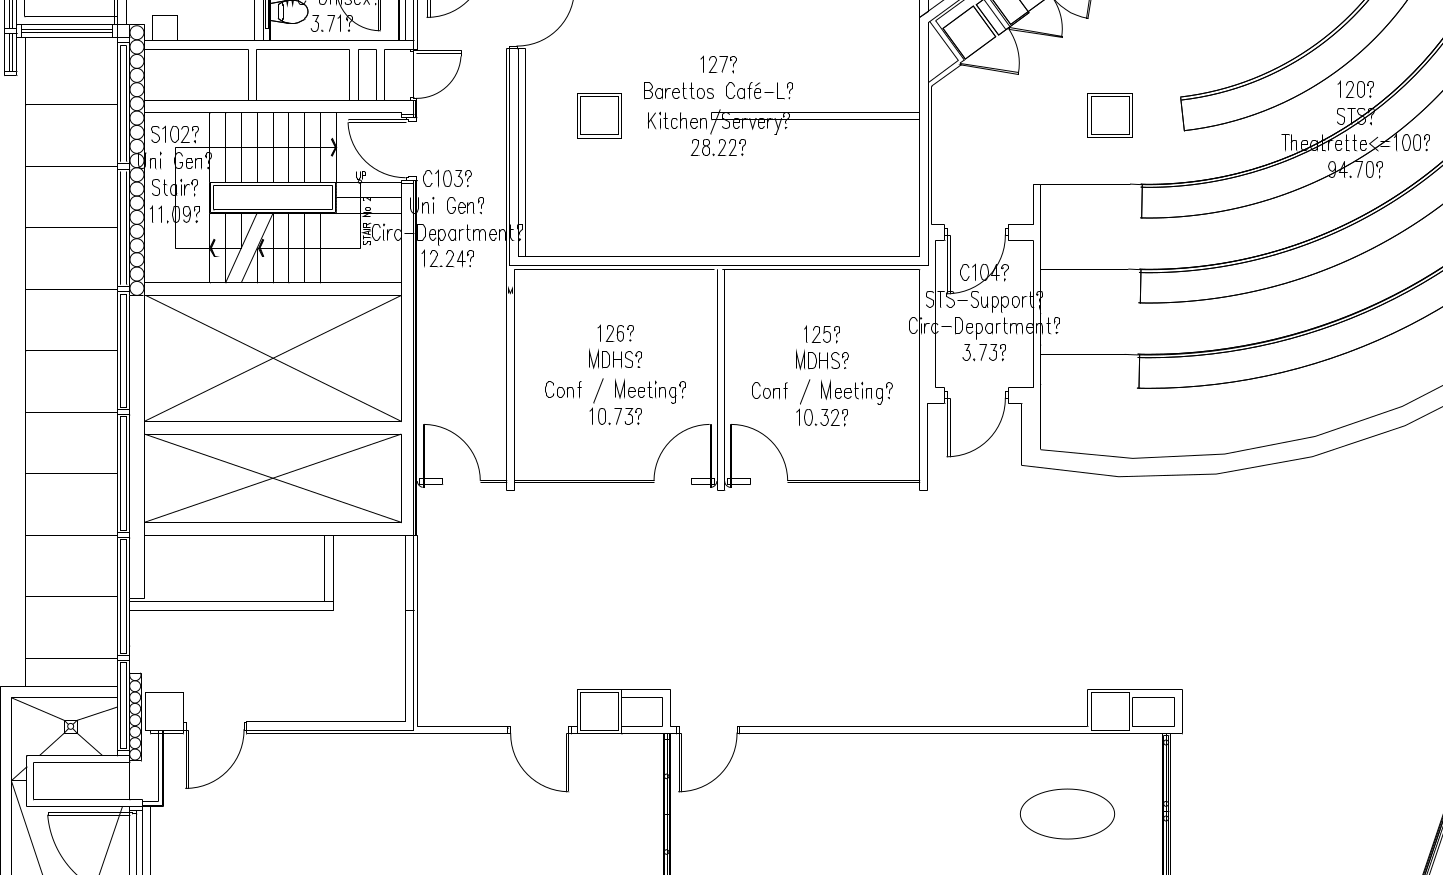 3.71?
127?
Barettos Café-L?
Kitchen/Servery?
28.22?
120?
STS?
Theatrette<=100?
94.70?
S102?
Uni Gen?
Stair?
11.09?
UP
STAIR No 2
C103?
Uni Gen?
Circ-Department?
12.24?
C104?
STS-Support?
Circ-Department?
3.73?
M
126?
MDHS?
Conf / Meeting?
10.73?
125?
MDHS?
Conf / Meeting?
10.32?